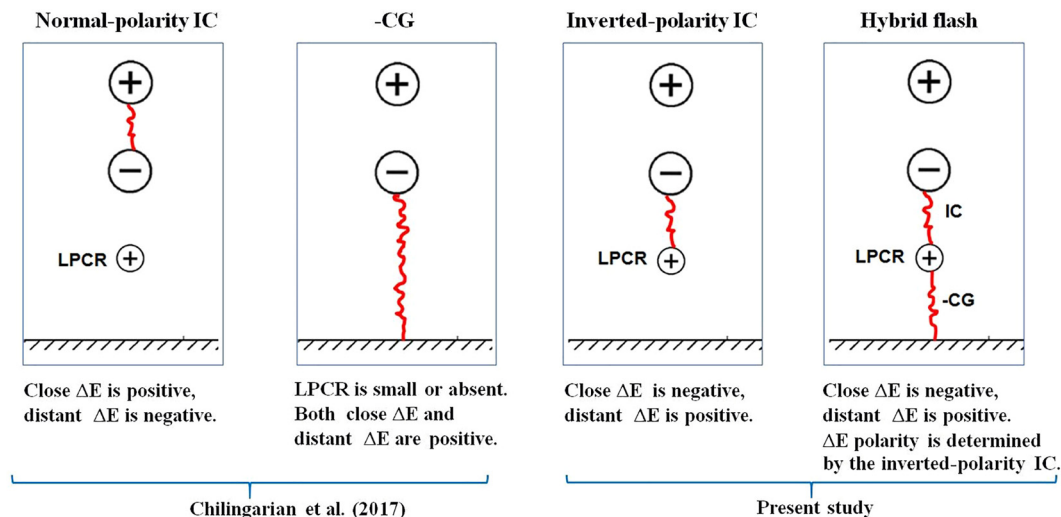 Normal-polarity IC
-CG
Inverted-polarity IC
Hybrid flash
+
+
+
+
−
−
−
−
IC
LPCR +
LPCR +
LPCR +
-CG
Close ΔE is positive,
distant ΔE is negative.
LPCR is small or absent.
Both close ΔE and
distant ΔE are positive.
Close ΔE is negative,
distant ΔE is positive.
Close ΔE is negative,
distant ΔE is positive.
ΔE polarity is determined
by the inverted-polarity IC.
Chilingarian et al. (2017)
Present study